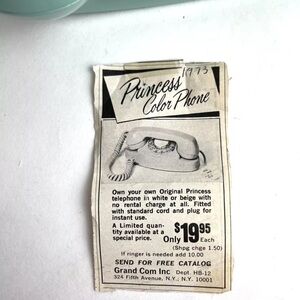 1973
Princess
Color Phone
Own your own Original Princess
telephone in white or beige with
no rental charge at all. Fitted
with standard cord and plug for
instant use.
A Limited quan-
tity available at a
special price. Only $19.95 Each
(Shpg chge 1.50)
If ringer is needed add 10.00
SEND FOR FREE CATALOG
Grand Com Inc Dept. HB-12
324 Fifth Avenue, N.Y., N.Y. 10001